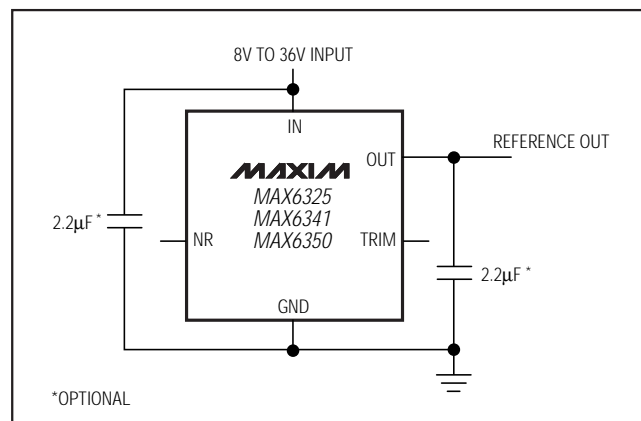 8V TO 36V INPUT
IN
OUT
REFERENCE OUT
MAXIM
MAX6325
MAX6341
MAX6350
2.2μF *
NR
TRIM
2.2μF *
GND
*OPTIONAL